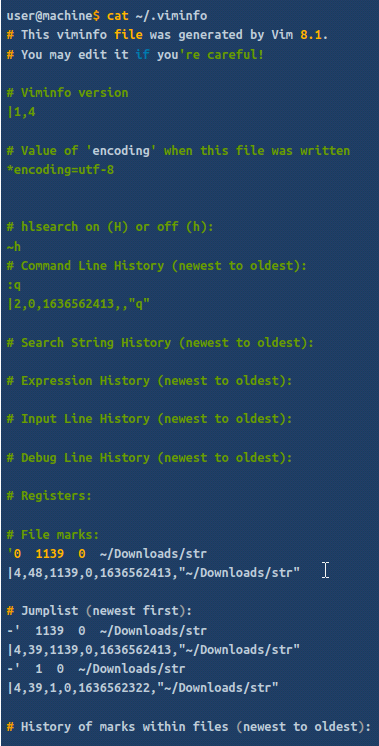 user@machine$ cat ~/.viminfo
# This viminfo file was generated by Vim 8.1.
# You may edit it if you're careful!
# Viminfo version
|1,4
# Value of 'encoding' when this file was written
*encoding=utf-8
# hlsearch on (H) or off (h):
~h
# Command Line History (newest to oldest):
:q
|2,0,1636562413,,"q"
# Search String History (newest to oldest):
# Expression History (newest to oldest):
# Input Line History (newest to oldest):
# Debug Line History (newest to oldest):
# Registers:
# File marks:
'0  1139  0  ~/Downloads/str
|4,48,1139,0,1636562413,"~/Downloads/str"
# Jumplist (newest first):
-'  1139  0  ~/Downloads/str
|4,39,1139,0,1636562413,"~/Downloads/str"
-'  1  0  ~/Downloads/str
|4,39,1,0,1636562322,"~/Downloads/str"
# History of marks within files (newest to oldest):